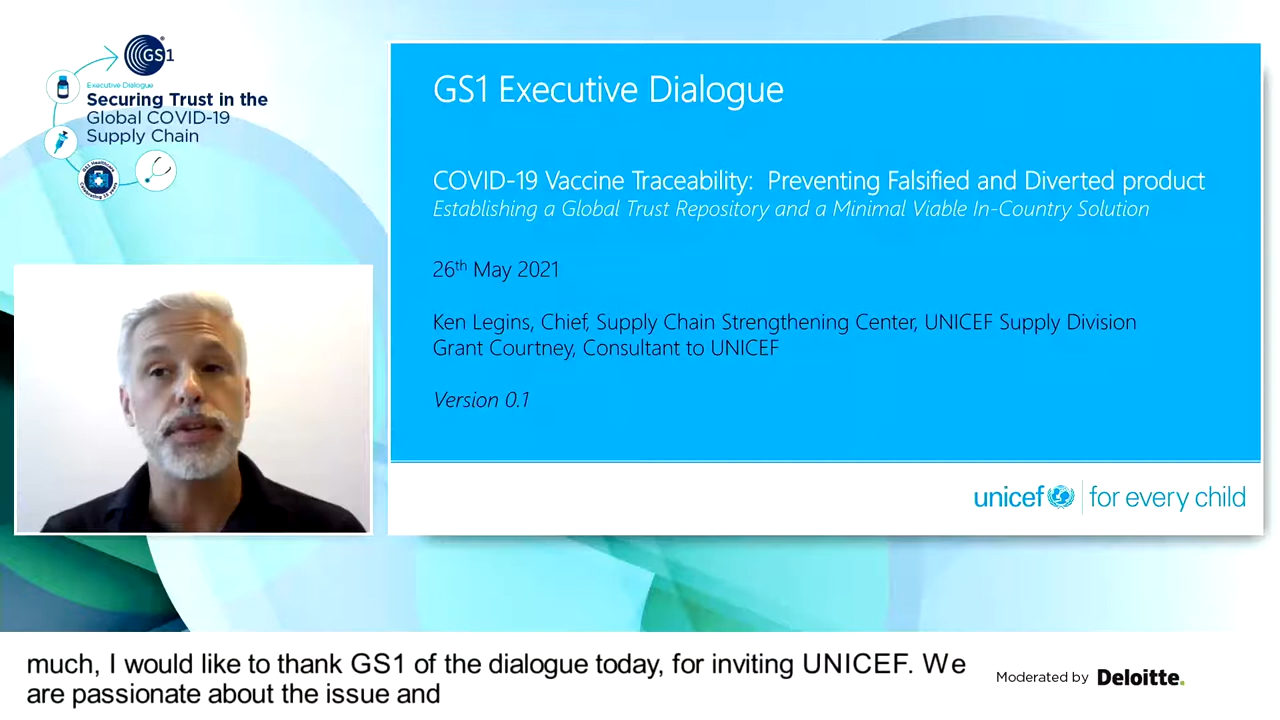 GS1
Executive Dialogue
Securing Trust in the
Global COVID-19
Supply Chain
GS1 Healthcare
GS1 Executive Dialogue
COVID-19 Vaccine Traceability: Preventing Falsified and Diverted product
Establishing a Global Trust Repository and a Minimal Viable In-Country Solution
26th May 2021
Ken Legins, Chief, Supply Chain Strengthening Center, UNICEF Supply Division
Grant Courtney, Consultant to UNICEF
Version 0.1
unicef for every child
much, I would like to thank GS1 of the dialogue today, for inviting UNICEF. We
are passionate about the issue and
Moderated by Deloitte.